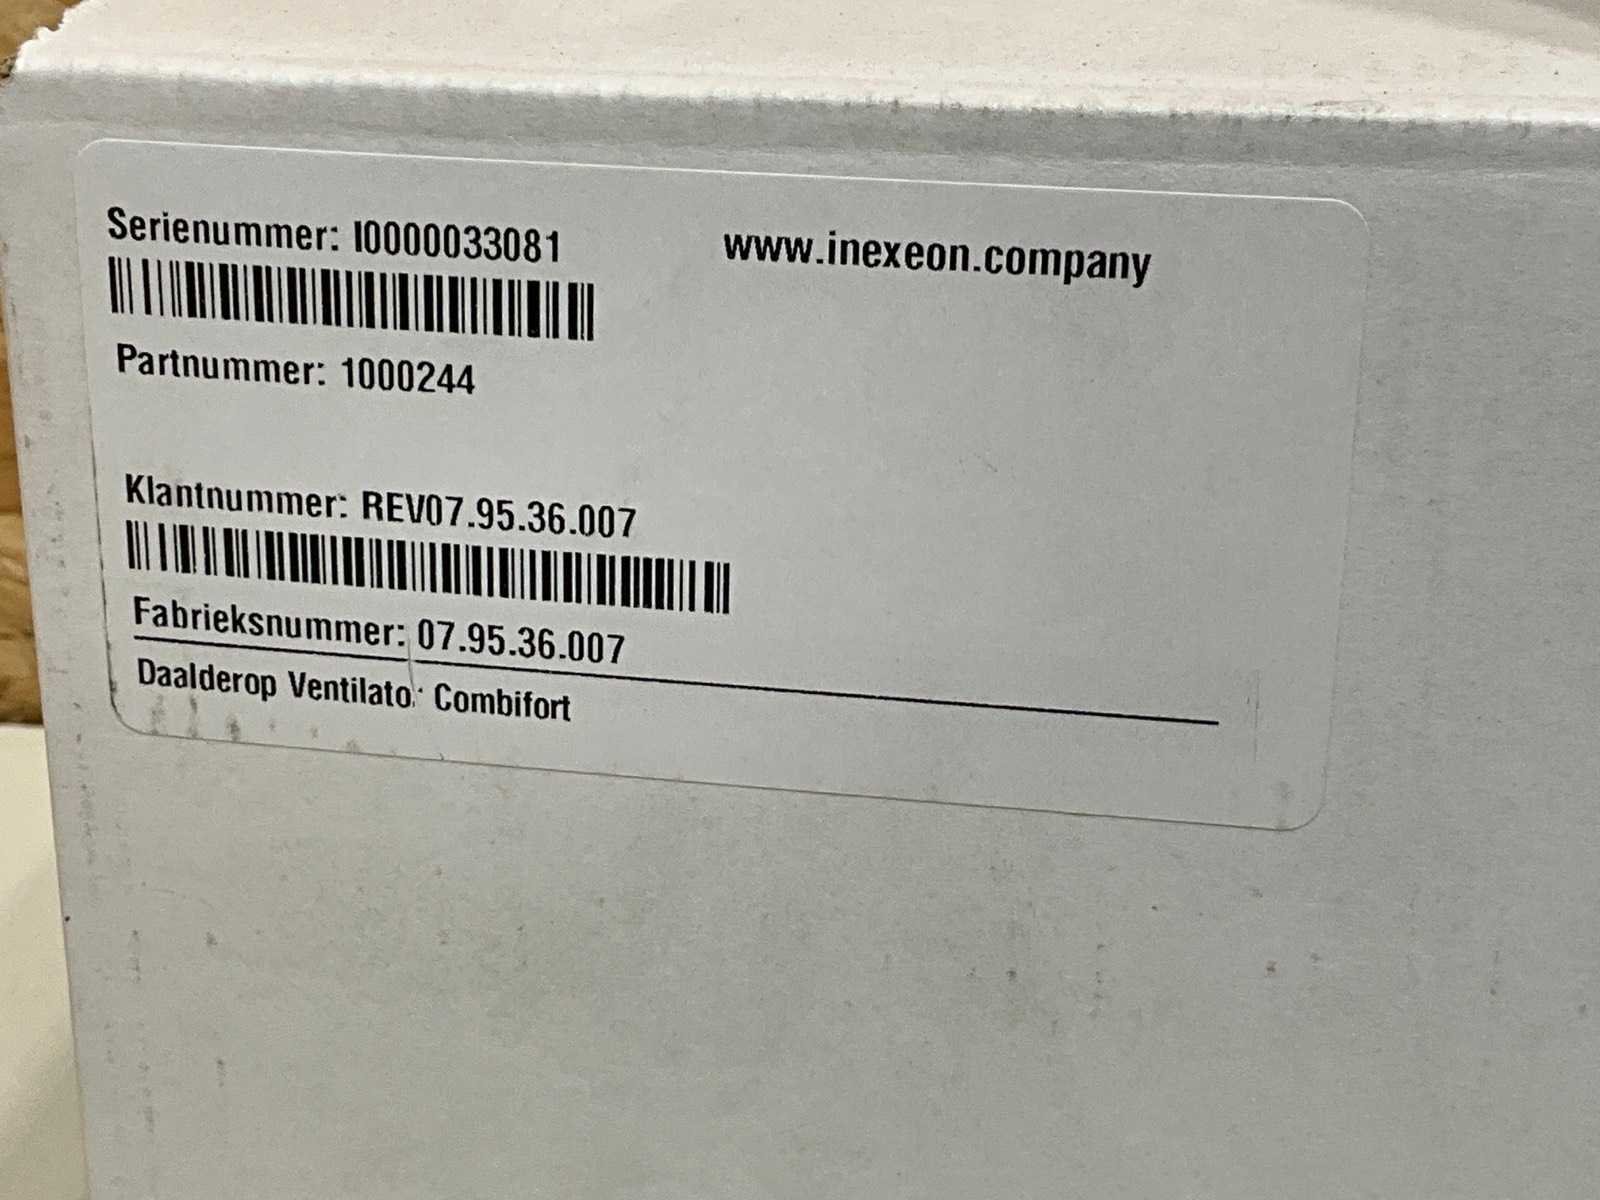 Serienummer: I0000033081
www.inexeon.company
Partnummer: 1000244
Klantnummer: REV07.95.36.007
Fabrieksnummer: 07.95.36.007
Daalderop Ventilator Combifort